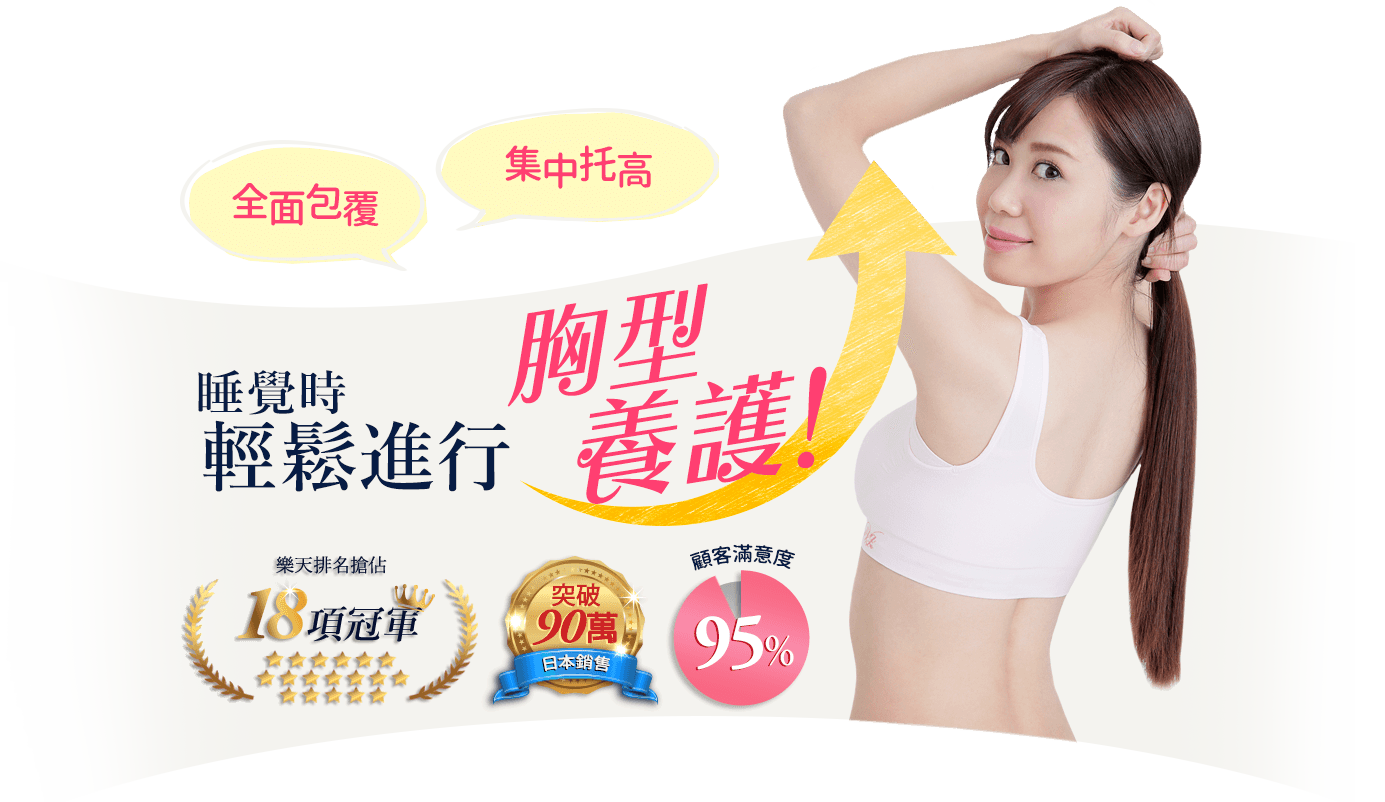 全面包覆
集中托高
胸型
養護!
睡覺時
輕鬆進行
樂天排名搶佔
18項冠軍
突破
90萬
日本銷售
顧客滿意度
95%